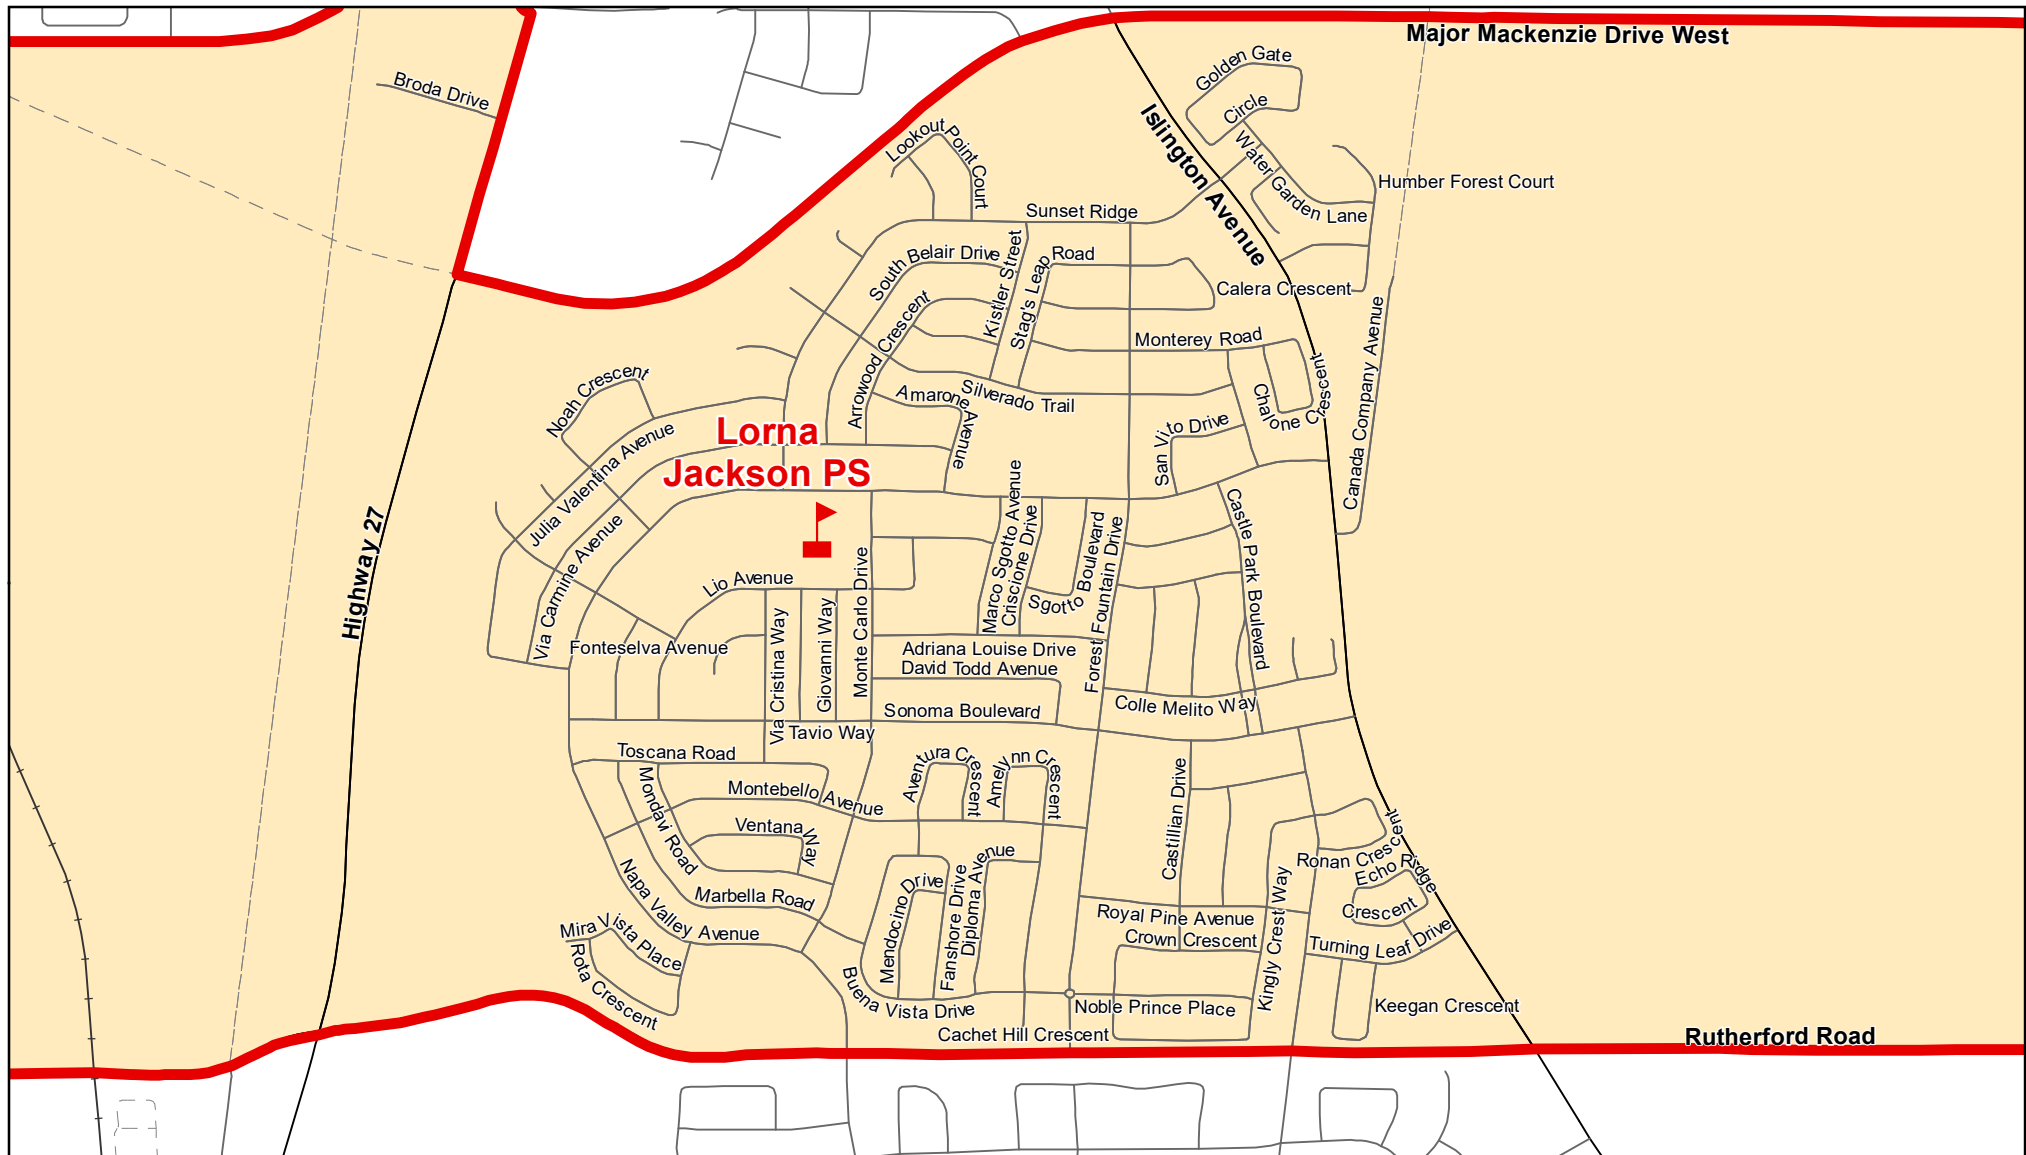 Major Mackenzie Drive West
Golden Gate
Circle
Broda Drive
Islington Avenue
Water Garden Lane
Lookout Point Court
Humber Forest Court
Sunset Ridge
South Belair Drive
Kistler Street
Stag's Leap Road
Calera Crescent
Arrowood Crescent
Monterey Road
Canada Company Avenue
Noah Crescent
Chalone Crescent
Amarone Avenue
Silverado Trail
San Vito Drive
Lorna
Jackson PS
Julia Valentina Avenue
Via Carmine Avenue
Highway 27
Marco Sgotto Avenue
Criscione Drive
Sgotto Boulevard
Forest Fountain Drive
Castle Park Boulevard
Lio Avenue
Monte Carlo Drive
Via Cristina Way
Giovanni Way
Fonteselva Avenue
Adriana Louise Drive
David Todd Avenue
Sonoma Boulevard
Colle Melito Way
Tavio Way
Toscana Road
Mondavi Road
Montebello Avenue
Aventura Crescent
Amelynn Crescent
Castillian Drive
Ventana Way
Ronan Crescent
Echo Ridge
Crescent
Napa Valley Avenue
Marbella Road
Mendocino Drive
Fanshore Drive
Diploma Avenue
Royal Pine Avenue
Crown Crescent
Kingly Crest Way
Turning Leaf Drive
Mira Vista Place
Rota Crescent
Buena Vista Drive
Noble Prince Place
Keegan Crescent
Cachet Hill Crescent
Rutherford Road